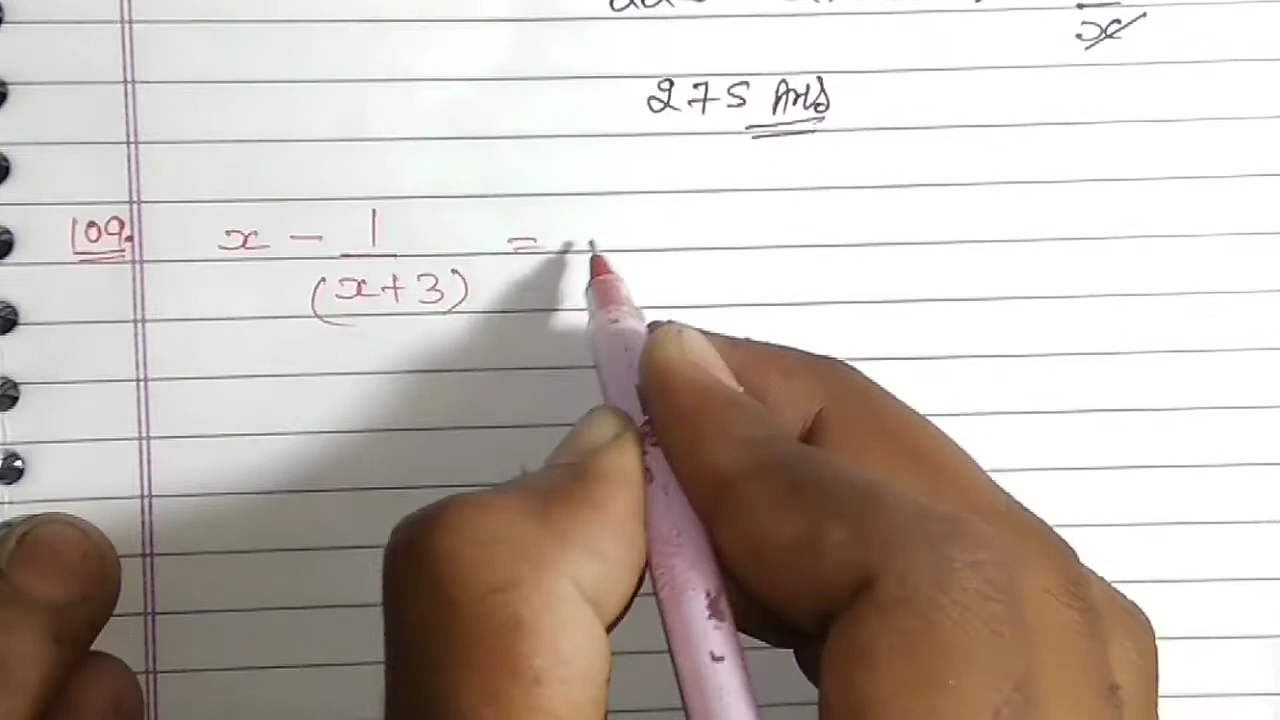 x
275 Ans
109. x - 1/(x+3) =